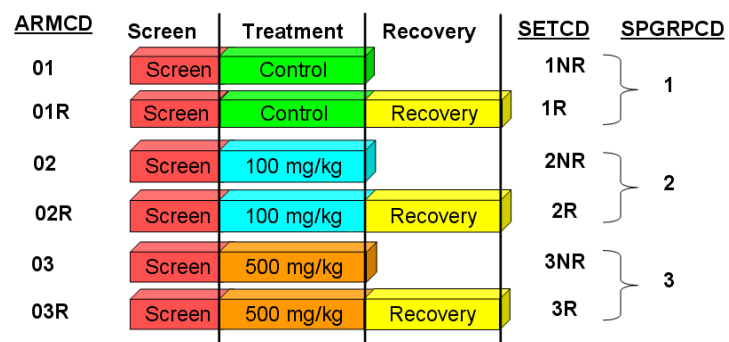 ARMCD Screen Treatment Recovery SETCD SPGRPCD
01 Screen Control 1NR
01R Screen Control Recovery 1R
1
02 Screen 100 mg/kg 2NR
02R Screen 100 mg/kg Recovery 2R
2
03 Screen 500 mg/kg 3NR
03R Screen 500 mg/kg Recovery 3R
3